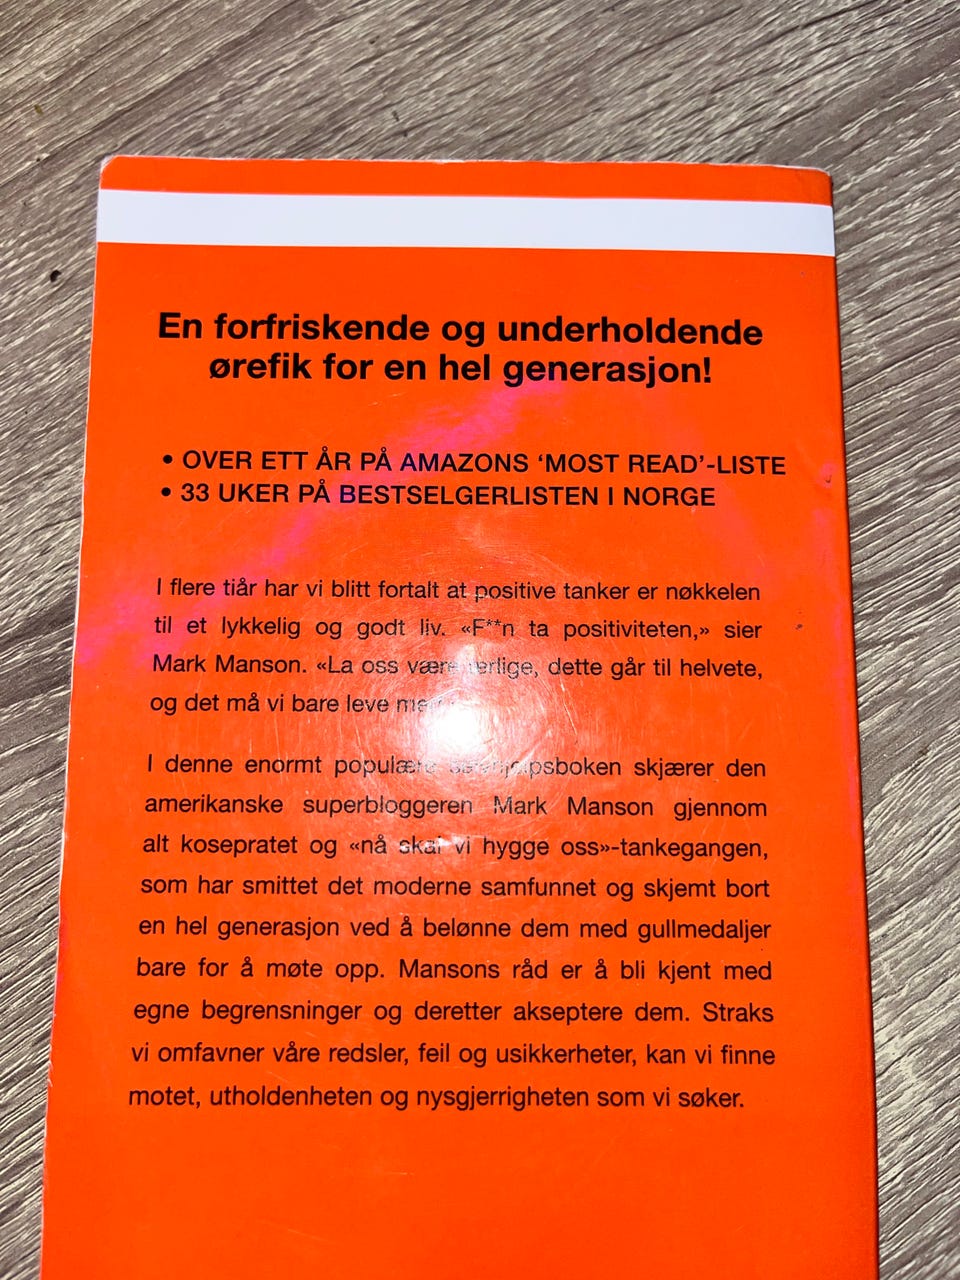 En forfriskende og underholdende
ørefik for en hel generasjon!
• OVER ETT ÅR PÅ AMAZONS ‘MOST READ’-LISTE
• 33 UKER PÅ BESTSELGERLISTEN I NORGE
I flere tiår har vi blitt fortalt at positive tanker er nøkkelen
til et lykkelig og godt liv. «F**n ta positiviteten,» sier
Mark Manson. «La oss være ærlige, dette går til helvete,
og det må vi bare leve
I denne enormt populære selvhjelpsboken skjærer den
amerikanske superbloggeren Mark Manson gjennom
alt kosepratet og «nå skal vi hygge oss»-tankegangen,
som har smittet det moderne samfunnet og skjemt bort
en hel generasjon ved å belønne dem med gullmedaljer
bare for å møte opp. Mansons råd er å bli kjent med
egne begrensninger og deretter akseptere dem. Straks
vi omfavner våre redsler, feil og usikkerheter, kan vi finne
motet, utholdenheten og nysgjerrigheten som vi søker.